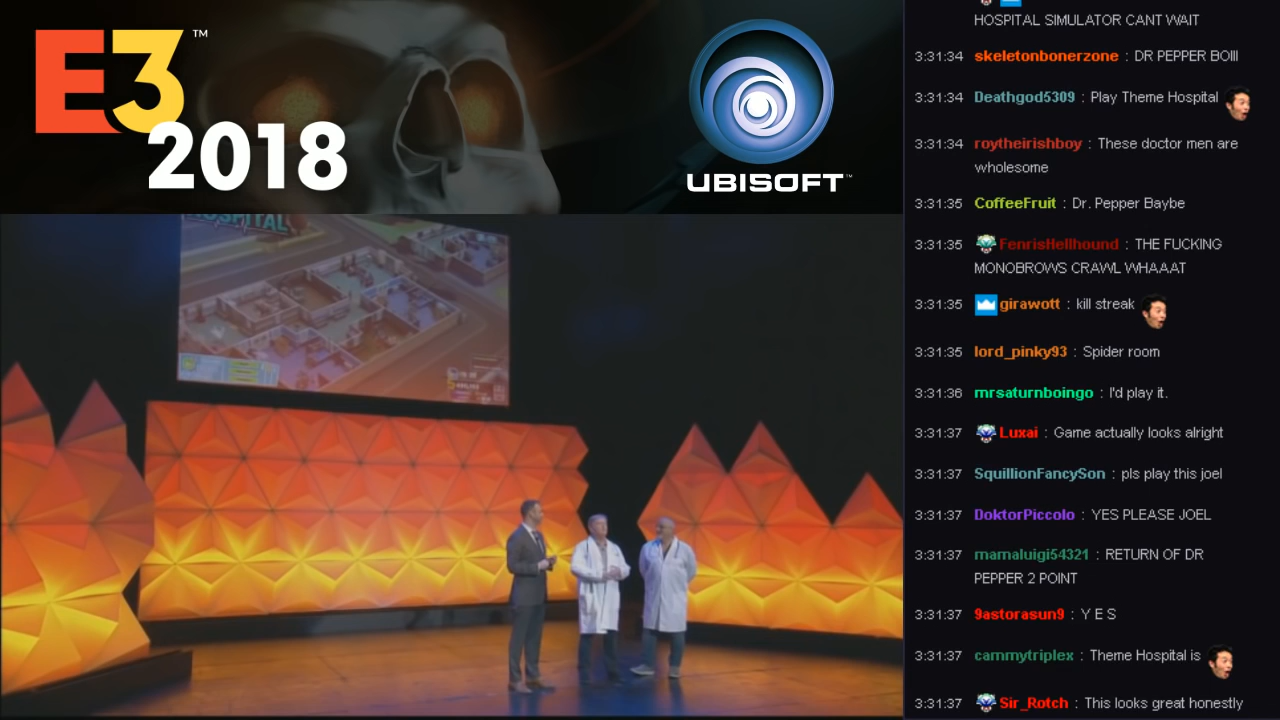 E3™
2018
UBISOFT™
HOSPITAL
HOSPITAL SIMULATOR CANT WAIT
3:31:34 skeletonbonerzone : DR PEPPER BOIII
3:31:34 Deathgod5309 : Play Theme Hospital
3:31:34 roytheirishboy : These doctor men are
wholesome
3:31:35 CoffeeFruit : Dr. Pepper Baybe
3:31:35 FenrisHellhound : THE FUCKING
MONOBROWS CRAWL WHAAAT
3:31:35 girawott : kill streak
3:31:35 lord_pinky93 : Spider room
3:31:36 mrsaturnboingo : I'd play it.
3:31:37 Luxai : Game actually looks alright
3:31:37 SquillionFancySon : pls play this joel
3:31:37 DoktorPiccolo : YES PLEASE JOEL
3:31:37 mamaluigi54321 : RETURN OF DR
PEPPER 2 POINT
3:31:37 9astorasun9 : Y E S
3:31:37 cammytriplex : Theme Hospital is
3:31:37 Sir_Rotch : This looks great honestly